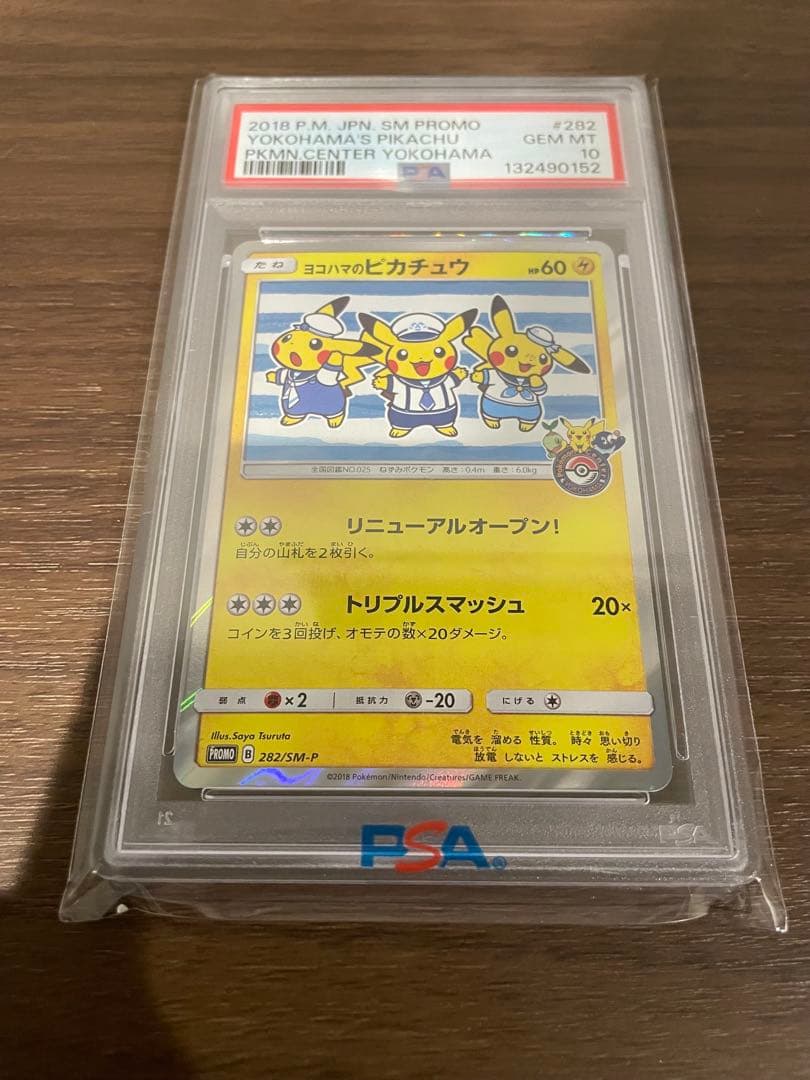 2018 P.M. JPN. SM PROMO #282
YOKOHAMA'S PIKACHU GEM MT
PKMN.CENTER YOKOHAMA 10
PSA 132490152
たね ヨコハマのピカチュウ HP60
全国図鑑NO.025 ねずみポケモン 高さ:0.4m 重さ:6.0kg
YOKOHAMA
リニューアルオープン!
自分の山札を2枚引く。
トリプルスマッシュ 20×
コインを3回投げ、オモテの数×20ダメージ。
弱点 ×2 抵抗力 -20 にげる
Illus.Saya Tsuruta
電気を 溜める 性質。 時々 思い切り
放電 しないと ストレスを 感じる。
PROMO B 282/SM-P
©2018 Pokémon/Nintendo/Creatures/GAME FREAK.
PSA®